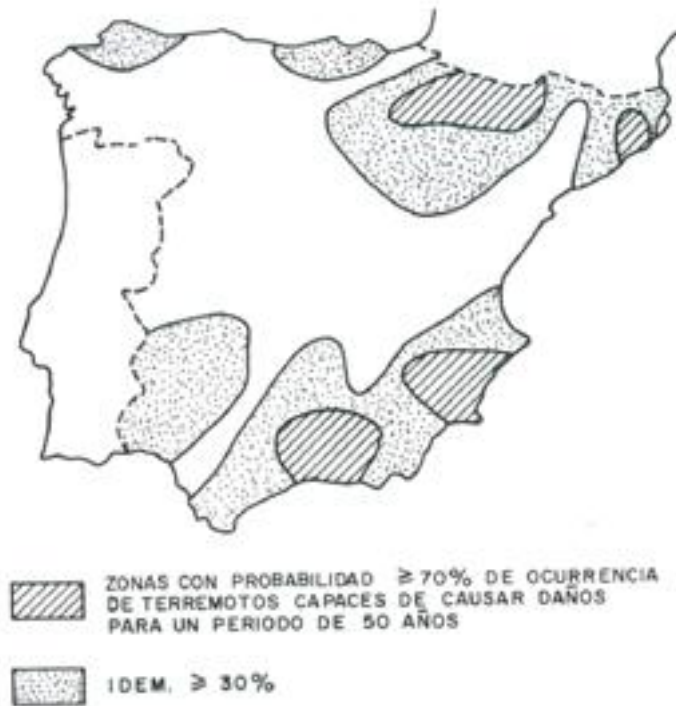 ZONAS CON PROBABILIDAD ≥70% DE OCURRENCIA
DE TERREMOTOS CAPACES DE CAUSAR DAÑOS
PARA UN PERIODO DE 50 AÑOS
IDEM. ≥ 30%